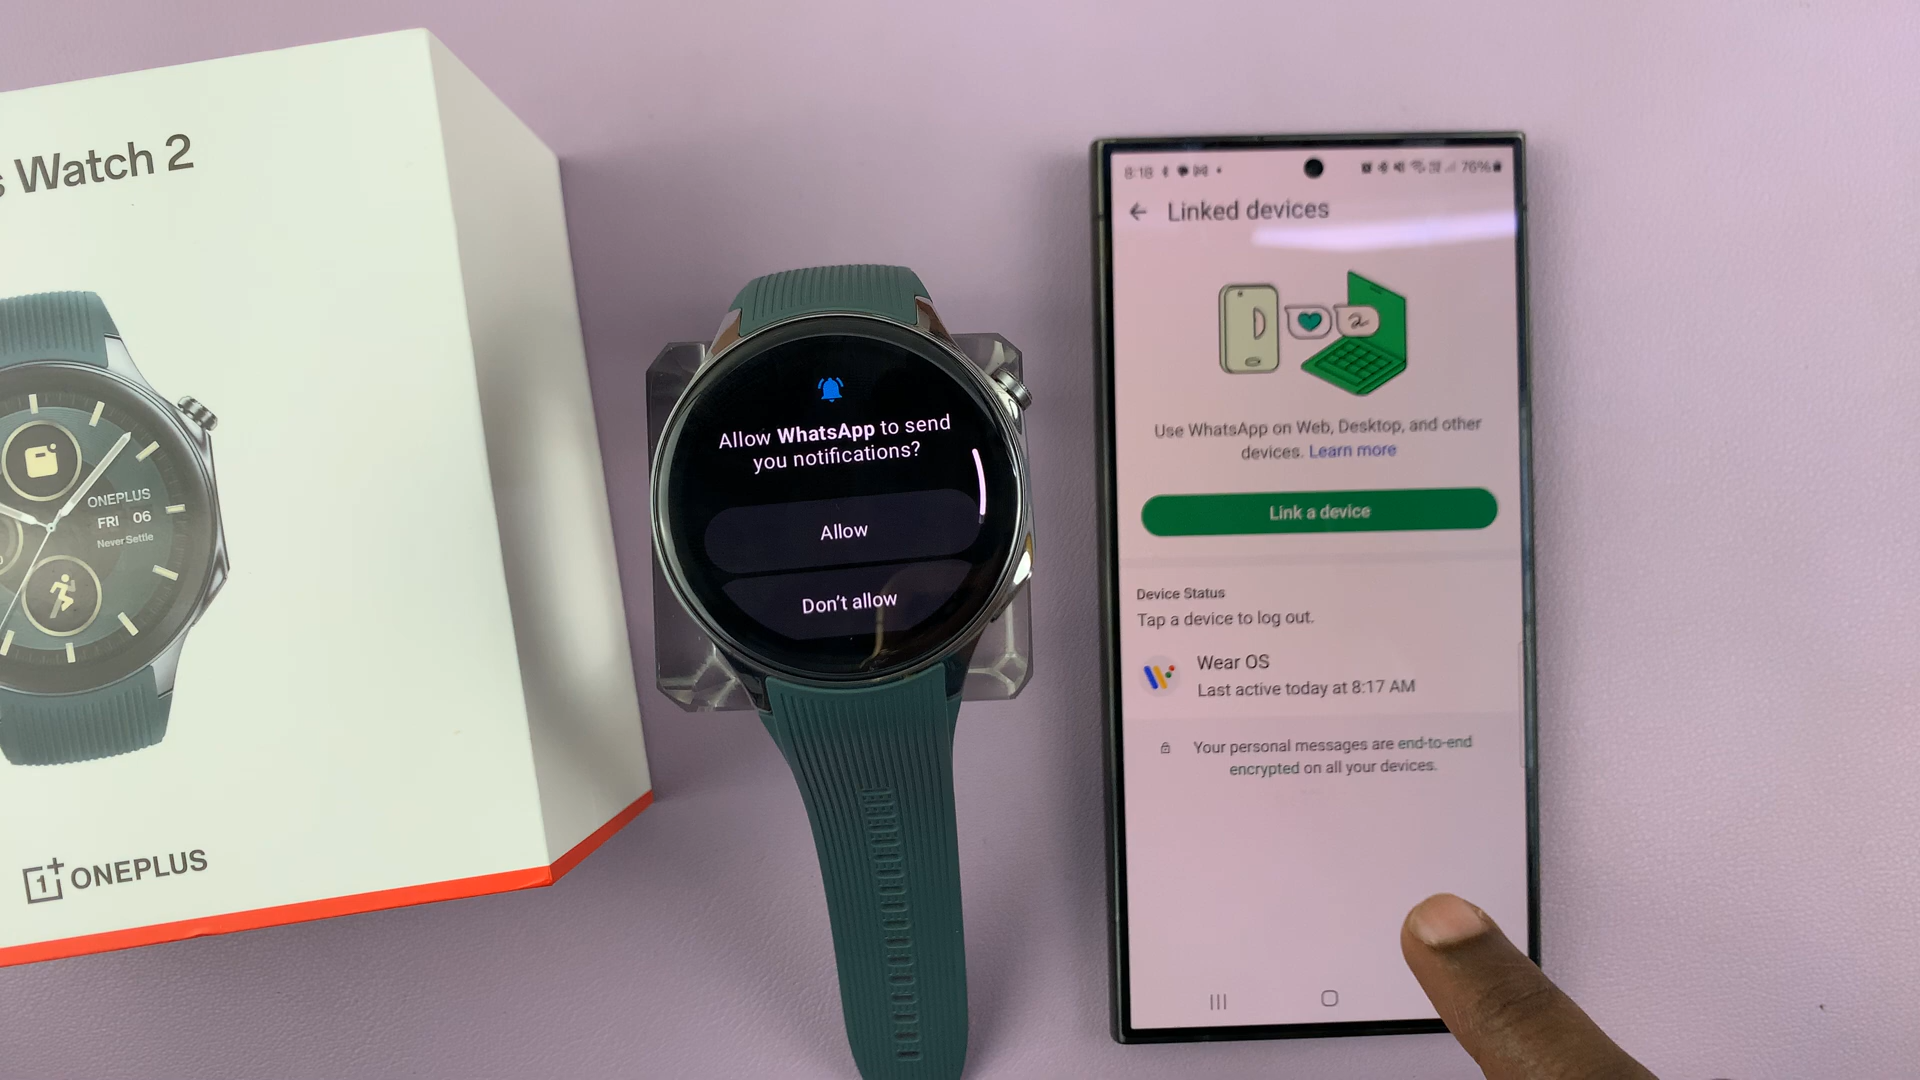 Watch 2
ONEPLUS
FRI 06
Never Settle
1+ ONEPLUS
Allow WhatsApp to send
you notifications?
Allow
Don't allow
8:18
76%
Linked devices
Use WhatsApp on Web, Desktop, and other
devices. Learn more
Link a device
Device Status
Tap a device to log out.
Wear OS
Last active today at 8:17 AM
Your personal messages are end-to-end
encrypted on all your devices.